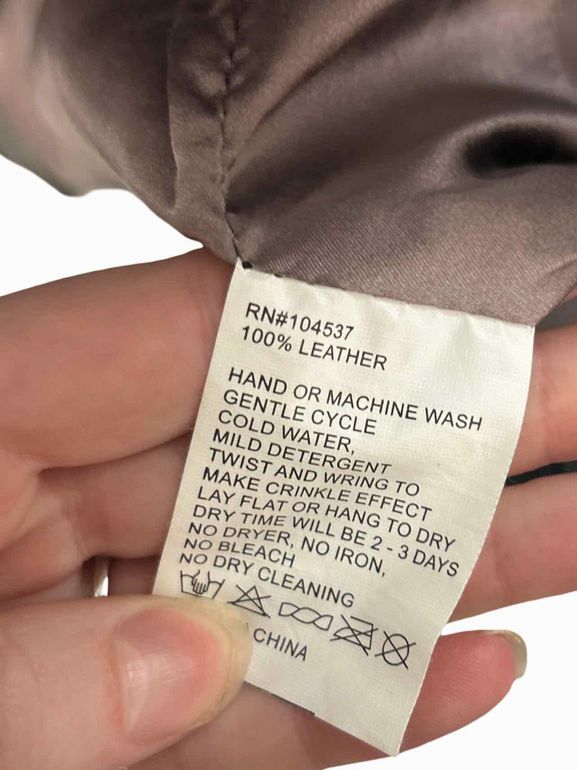 RN#104537
100% LEATHER
HAND OR MACHINE WASH
GENTLE CYCLE
COLD WATER,
MILD DETERGENT
TWIST AND WRING TO
MAKE CRINKLE EFFECT
LAY FLAT OR HANG TO DRY
DRY TIME WILL BE 2 - 3 DAYS
NO DRYER, NO IRON,
NO BLEACH
NO DRY CLEANING
CHINA